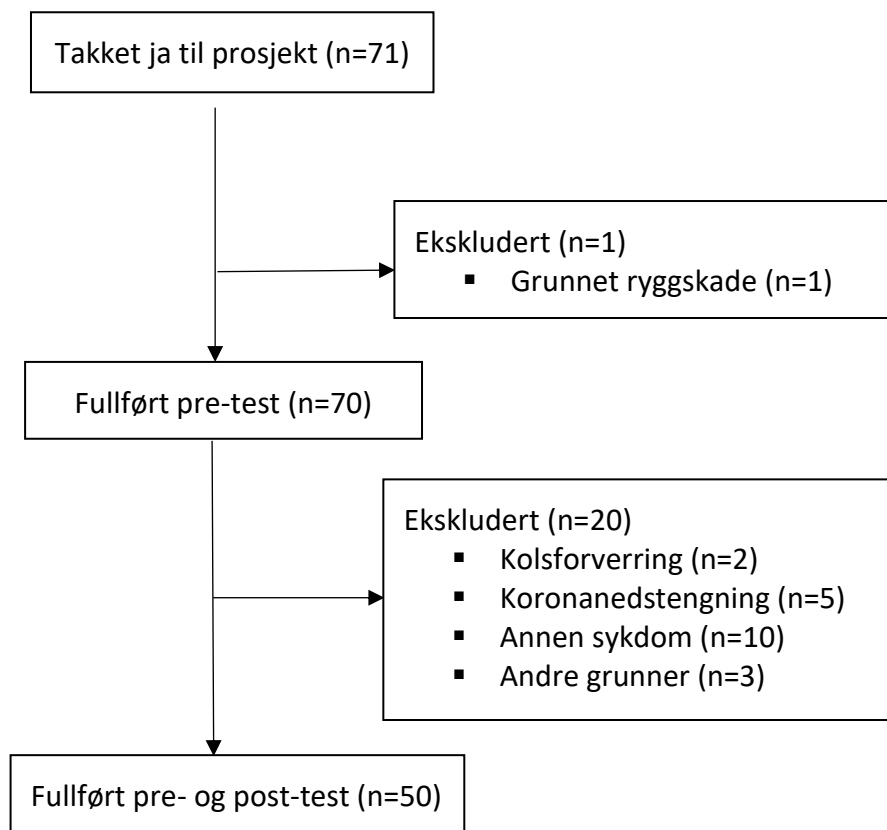 Takket ja til prosjekt (n=71)
Ekskludert (n=1)
▪ Grunnet ryggskade (n=1)
Fullført pre-test (n=70)
Ekskludert (n=20)
▪ Kolsforverring (n=2)
▪ Koronanedstengning (n=5)
▪ Annen sykdom (n=10)
▪ Andre grunner (n=3)
Fullført pre- og post-test (n=50)